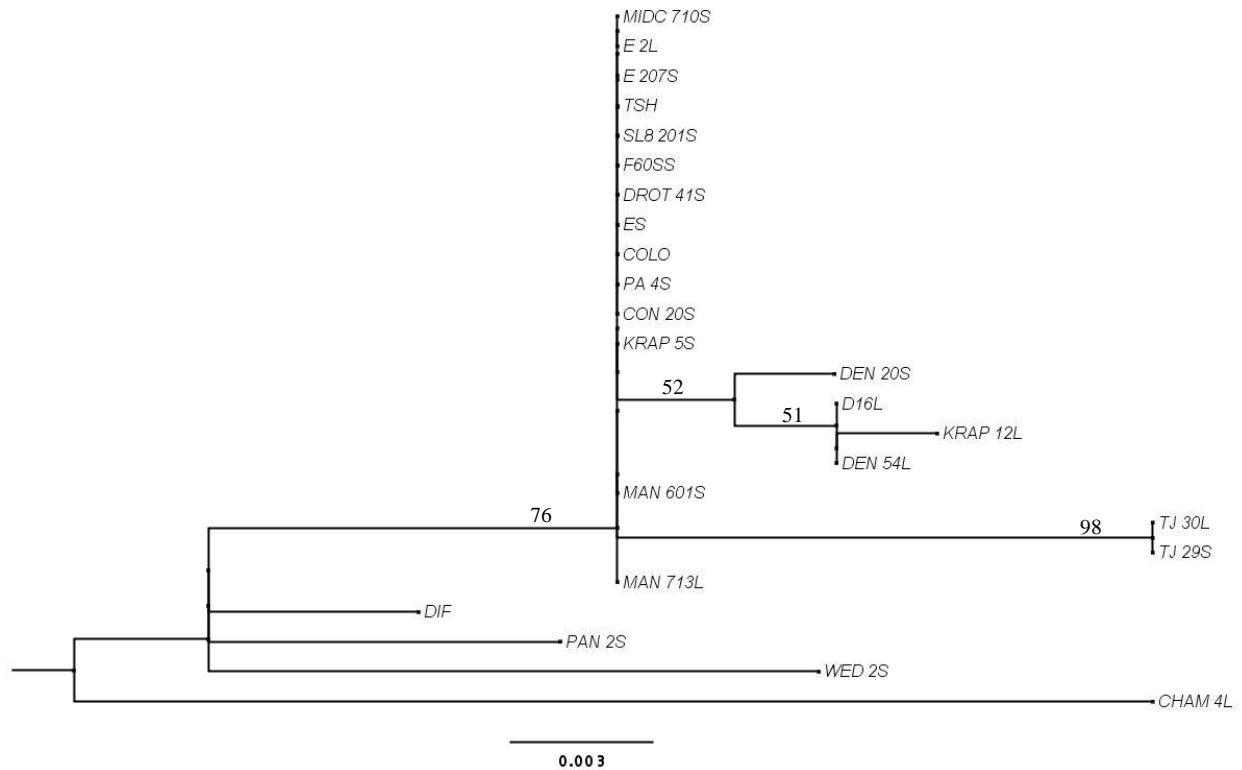 MIDC 710S
E 2L
E 207S
TSH
SL8 201S
F60SS
DROT 41S
ES
COLO
PA 4S
CON 20S
KRAP 5S
DEN 20S
52
D16L
51
KRAP 12L
DEN 54L
MAN 601S
76
98
TJ 30L
TJ 29S
MAN 713L
DIF
PAN 2S
WED 2S
CHAM 4L
0.003